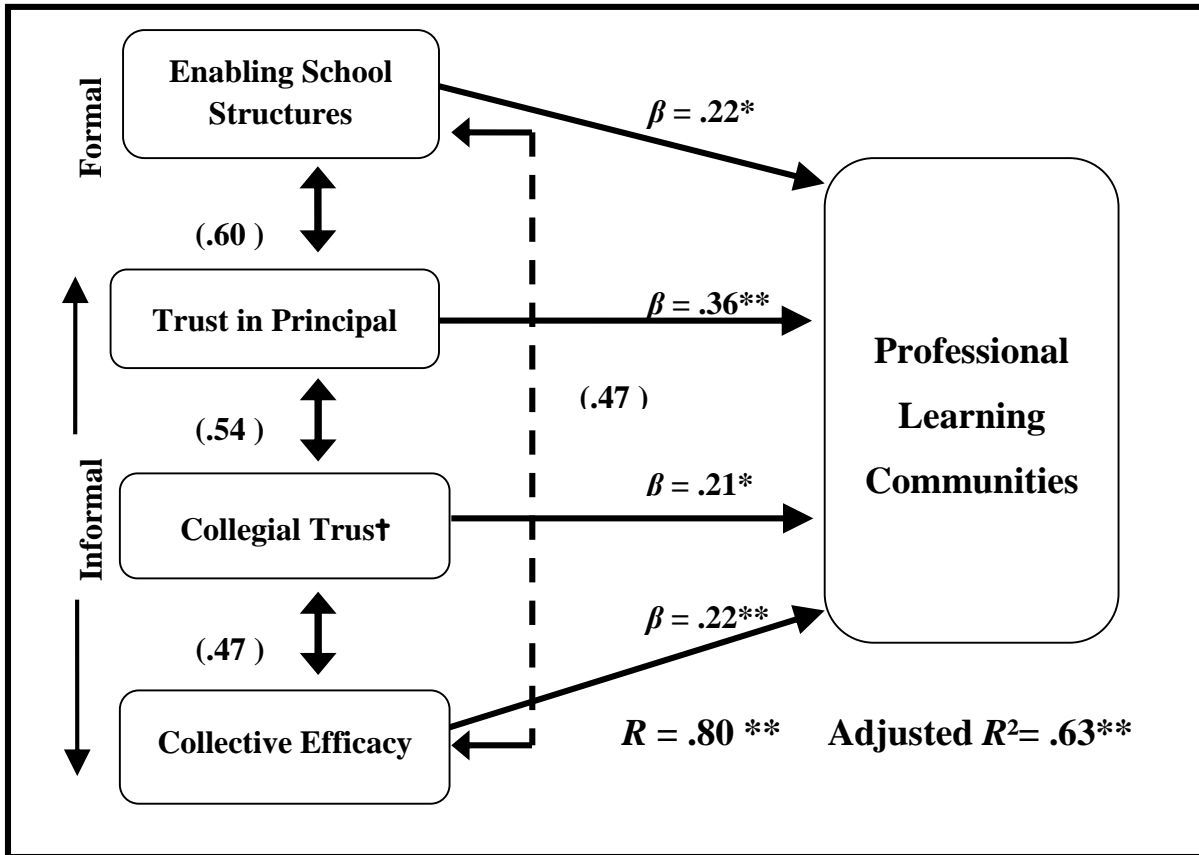 Formal
Enabling School
Structures
β = .22*
(.60 )
Trust in Principal
β = .36**
Professional
Learning
Communities
(.47 )
(.54 )
Informal
Collegial Trus†
β = .21*
(.47 )
β = .22**
Collective Efficacy
R = .80 ** Adjusted R²= .63**